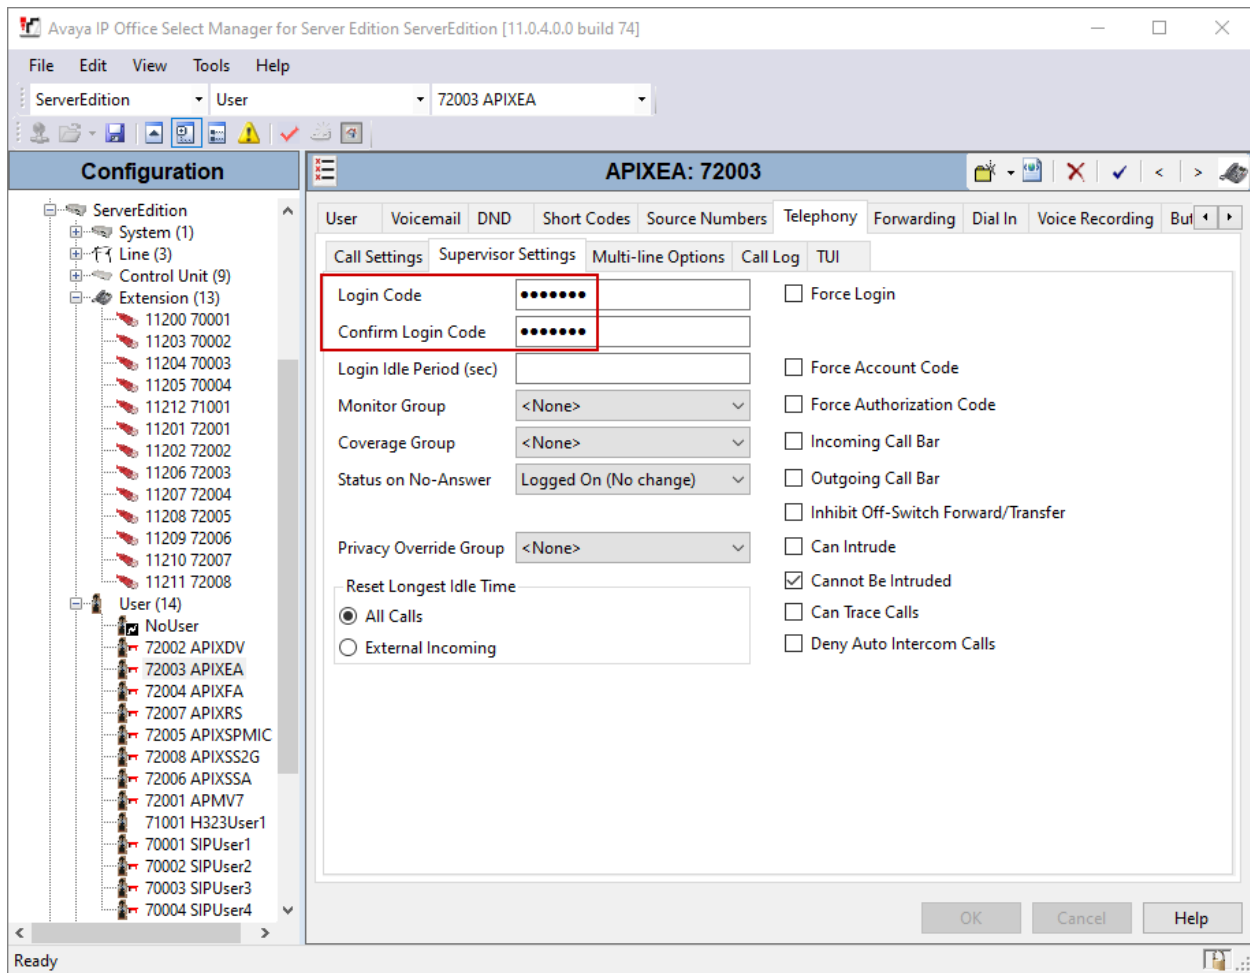 Avaya IP Office Select Manager for Server Edition ServerEdition [11.0.4.0.0 build 74]
File Edit View Tools Help
ServerEdition User 72003 APIXEA
Configuration
ServerEdition
System (1)
Line (3)
Control Unit (9)
Extension (13)
11200 70001
11203 70002
11204 70003
11205 70004
11212 71001
11201 72001
11202 72002
11206 72003
11207 72004
11208 72005
11209 72006
11210 72007
11211 72008
User (14)
NoUser
72002 APIXDV
72003 APIXEA
72004 APIXFA
72007 APIXRS
72005 APIXSPMIC
72008 APIXSS2G
72006 APIXSSA
72001 APMV7
71001 H323User1
70001 SIPUser1
70002 SIPUser2
70003 SIPUser3
70004 SIPUser4
APIXEA: 72003
User Voicemail DND Short Codes Source Numbers Telephony Forwarding Dial In Voice Recording But
Call Settings Supervisor Settings Multi-line Options Call Log TUI
Login Code ●●●●●●● Force Login
Confirm Login Code ●●●●●●●
Login Idle Period (sec) Force Account Code
Monitor Group <None> Force Authorization Code
Coverage Group <None> Incoming Call Bar
Status on No-Answer Logged On (No change) Outgoing Call Bar
Inhibit Off-Switch Forward/Transfer
Privacy Override Group <None> Can Intrude
Reset Longest Idle Time Cannot Be Intruded
All Calls Can Trace Calls
External Incoming Deny Auto Intercom Calls
OK Cancel Help
Ready